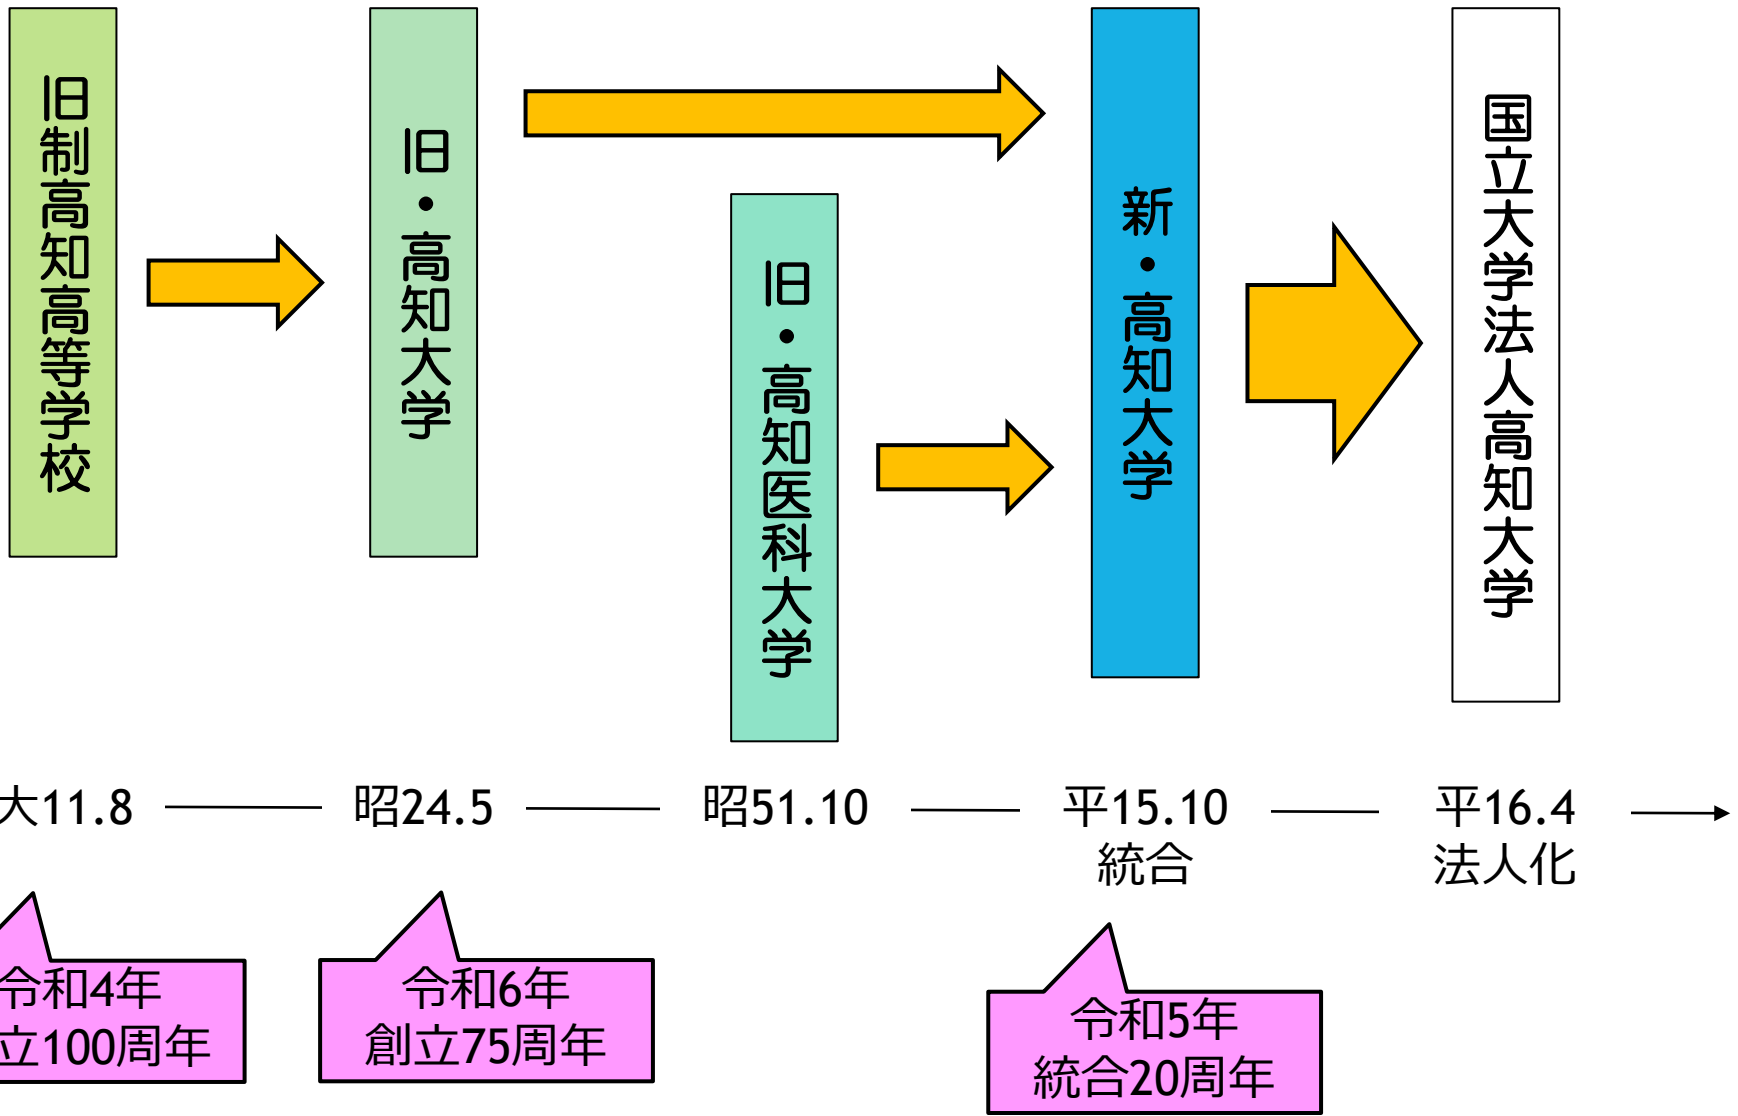 旧制高知高等学校
旧・高知大学
旧・高知医科大学
新・高知大学
国立大学法人高知大学
大11.8
昭24.5
昭51.10
平15.10
統合
平16.4
法人化
令和4年
立100周年
令和6年
創立75周年
令和5年
統合20周年